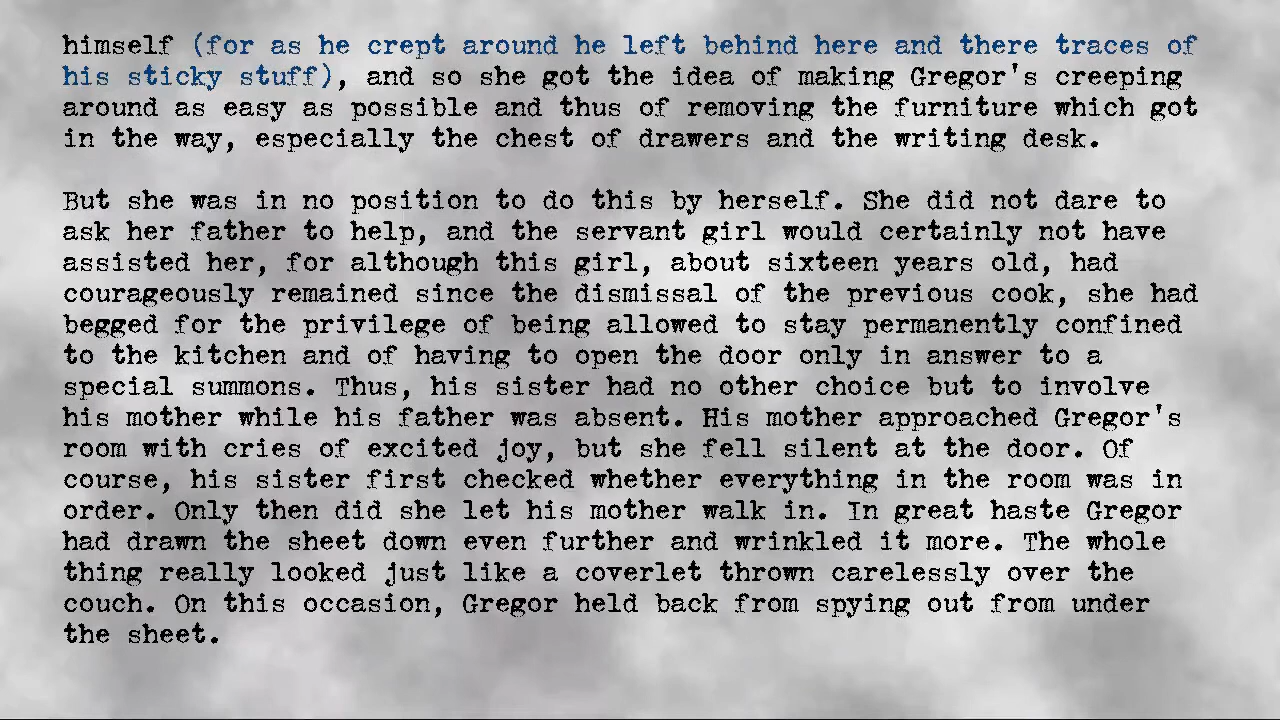 himself (for as he crept around he left behind here and there traces of
his sticky stuff), and so she got the idea of making Gregor's creeping
around as easy as possible and thus of removing the furniture which got
in the way, especially the chest of drawers and the writing desk.

But she was in no position to do this by herself. She did not dare to
ask her father to help, and the servant girl would certainly not have
assisted her, for although this girl, about sixteen years old, had
courageously remained since the dismissal of the previous cook, she had
begged for the privilege of being allowed to stay permanently confined
to the kitchen and of having to open the door only in answer to a
special summons. Thus, his sister had no other choice but to involve
his mother while his father was absent. His mother approached Gregor's
room with cries of excited joy, but she fell silent at the door. Of
course, his sister first checked whether everything in the room was in
order. Only then did she let his mother walk in. In great haste Gregor
had drawn the sheet down even further and wrinkled it more. The whole
thing really looked just like a coverlet thrown carelessly over the
couch. On this occasion, Gregor held back from spying out from under
the sheet.